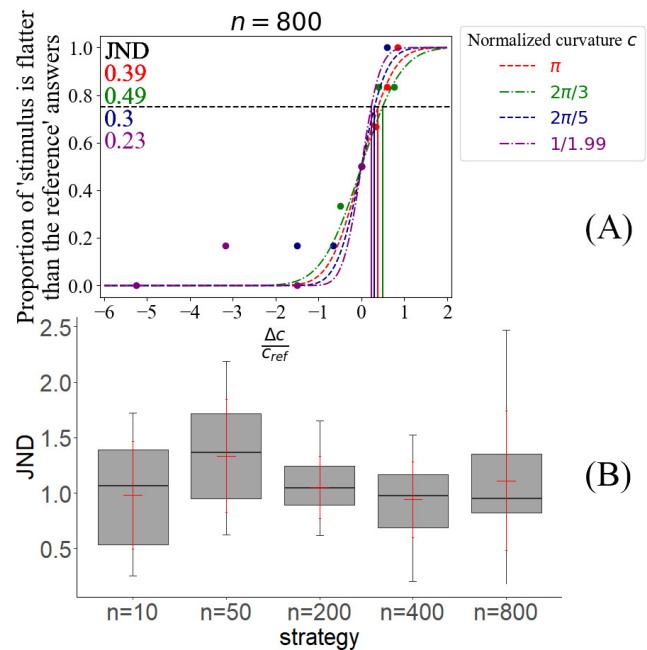 n = 800
Proportion of 'stimulus is flatter
than the reference' answers
1.0
0.8
0.6
0.4
0.2
0.0
JND
0.39
0.49
0.3
0.23
-6 -5 -4 -3 -2 -1 0 1 2
Δc
c_ref
Normalized curvature c
π
2π/3
2π/5
1/1.99
(A)
JND
2.5
2.0
1.5
1.0
0.5
n=10 n=50 n=200 n=400 n=800
strategy
(B)